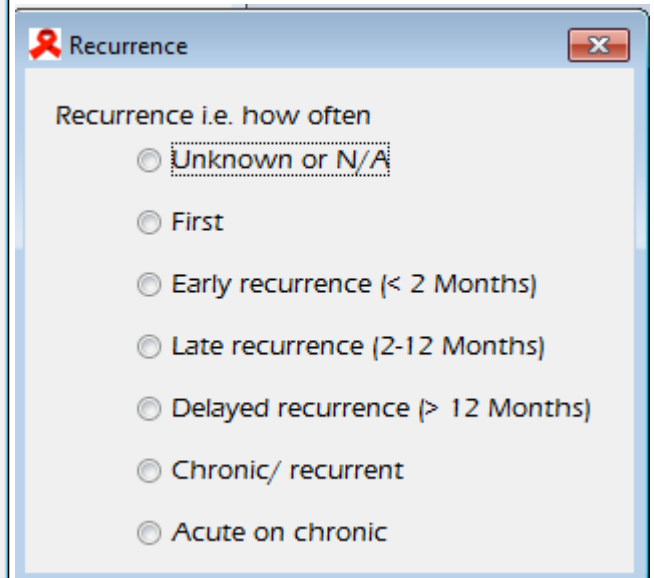 Recurrence
Recurrence i.e. how often
Unknown or N/A
First
Early recurrence (< 2 Months)
Late recurrence (2-12 Months)
Delayed recurrence (> 12 Months)
Chronic/ recurrent
Acute on chronic